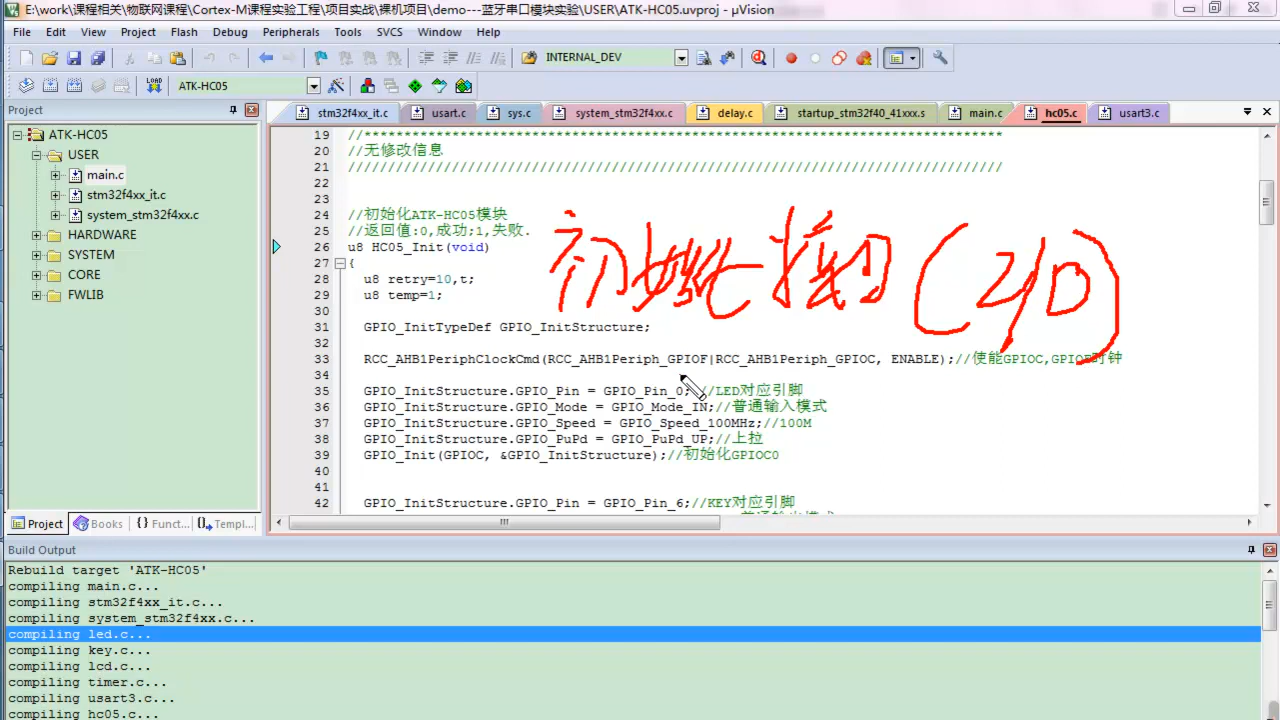 E:\work\课程相关\物联网课程\Cortex-M课程实验工程\项目实战\裸机项目\demo---蓝牙串口模块实验\USER\ATK-HC05.uvproj - µVision
File Edit View Project Flash Debug Peripherals Tools SVCS Window Help
INTERNAL_DEV
LOAD ATK-HC05
Project
stm32f4xx_it.c usart.c sys.c system_stm32f4xx.c delay.c startup_stm32f40_41xxx.s main.c hc05.c usart3.c
ATK-HC05
USER
main.c
stm32f4xx_it.c
system_stm32f4xx.c
HARDWARE
SYSTEM
CORE
FWLIB
19 //********************************************************************************
20 //无修改信息
21 //////////////////////////////////////////////////////////////////////////////////
22
23
24 //初始化ATK-HC05模块
25 //返回值:0,成功;1,失败.
26 u8 HC05_Init(void)
27 {
28 u8 retry=10,t;
29 u8 temp=1;
30
31 GPIO_InitTypeDef GPIO_InitStructure;
32
33 RCC_AHB1PeriphClockCmd(RCC_AHB1Periph_GPIOF|RCC_AHB1Periph_GPIOC, ENABLE);//使能GPIOC,GPIOF时钟
34
35 GPIO_InitStructure.GPIO_Pin = GPIO_Pin_0; //LED对应引脚
36 GPIO_InitStructure.GPIO_Mode = GPIO_Mode_IN;//普通输入模式
37 GPIO_InitStructure.GPIO_Speed = GPIO_Speed_100MHz;//100M
38 GPIO_InitStructure.GPIO_PuPd = GPIO_PuPd_UP;//上拉
39 GPIO_Init(GPIOC, &GPIO_InitStructure);//初始化GPIOC0
40
41
42 GPIO_InitStructure.GPIO_Pin = GPIO_Pin_6;//KEY对应引脚
初始化接口(I/O)
Project Books Funct... Templ...
Build Output
Rebuild target 'ATK-HC05'
compiling main.c...
compiling stm32f4xx_it.c...
compiling system_stm32f4xx.c...
compiling led.c...
compiling key.c...
compiling lcd.c...
compiling timer.c...
compiling usart3.c...
compiling hc05.c...